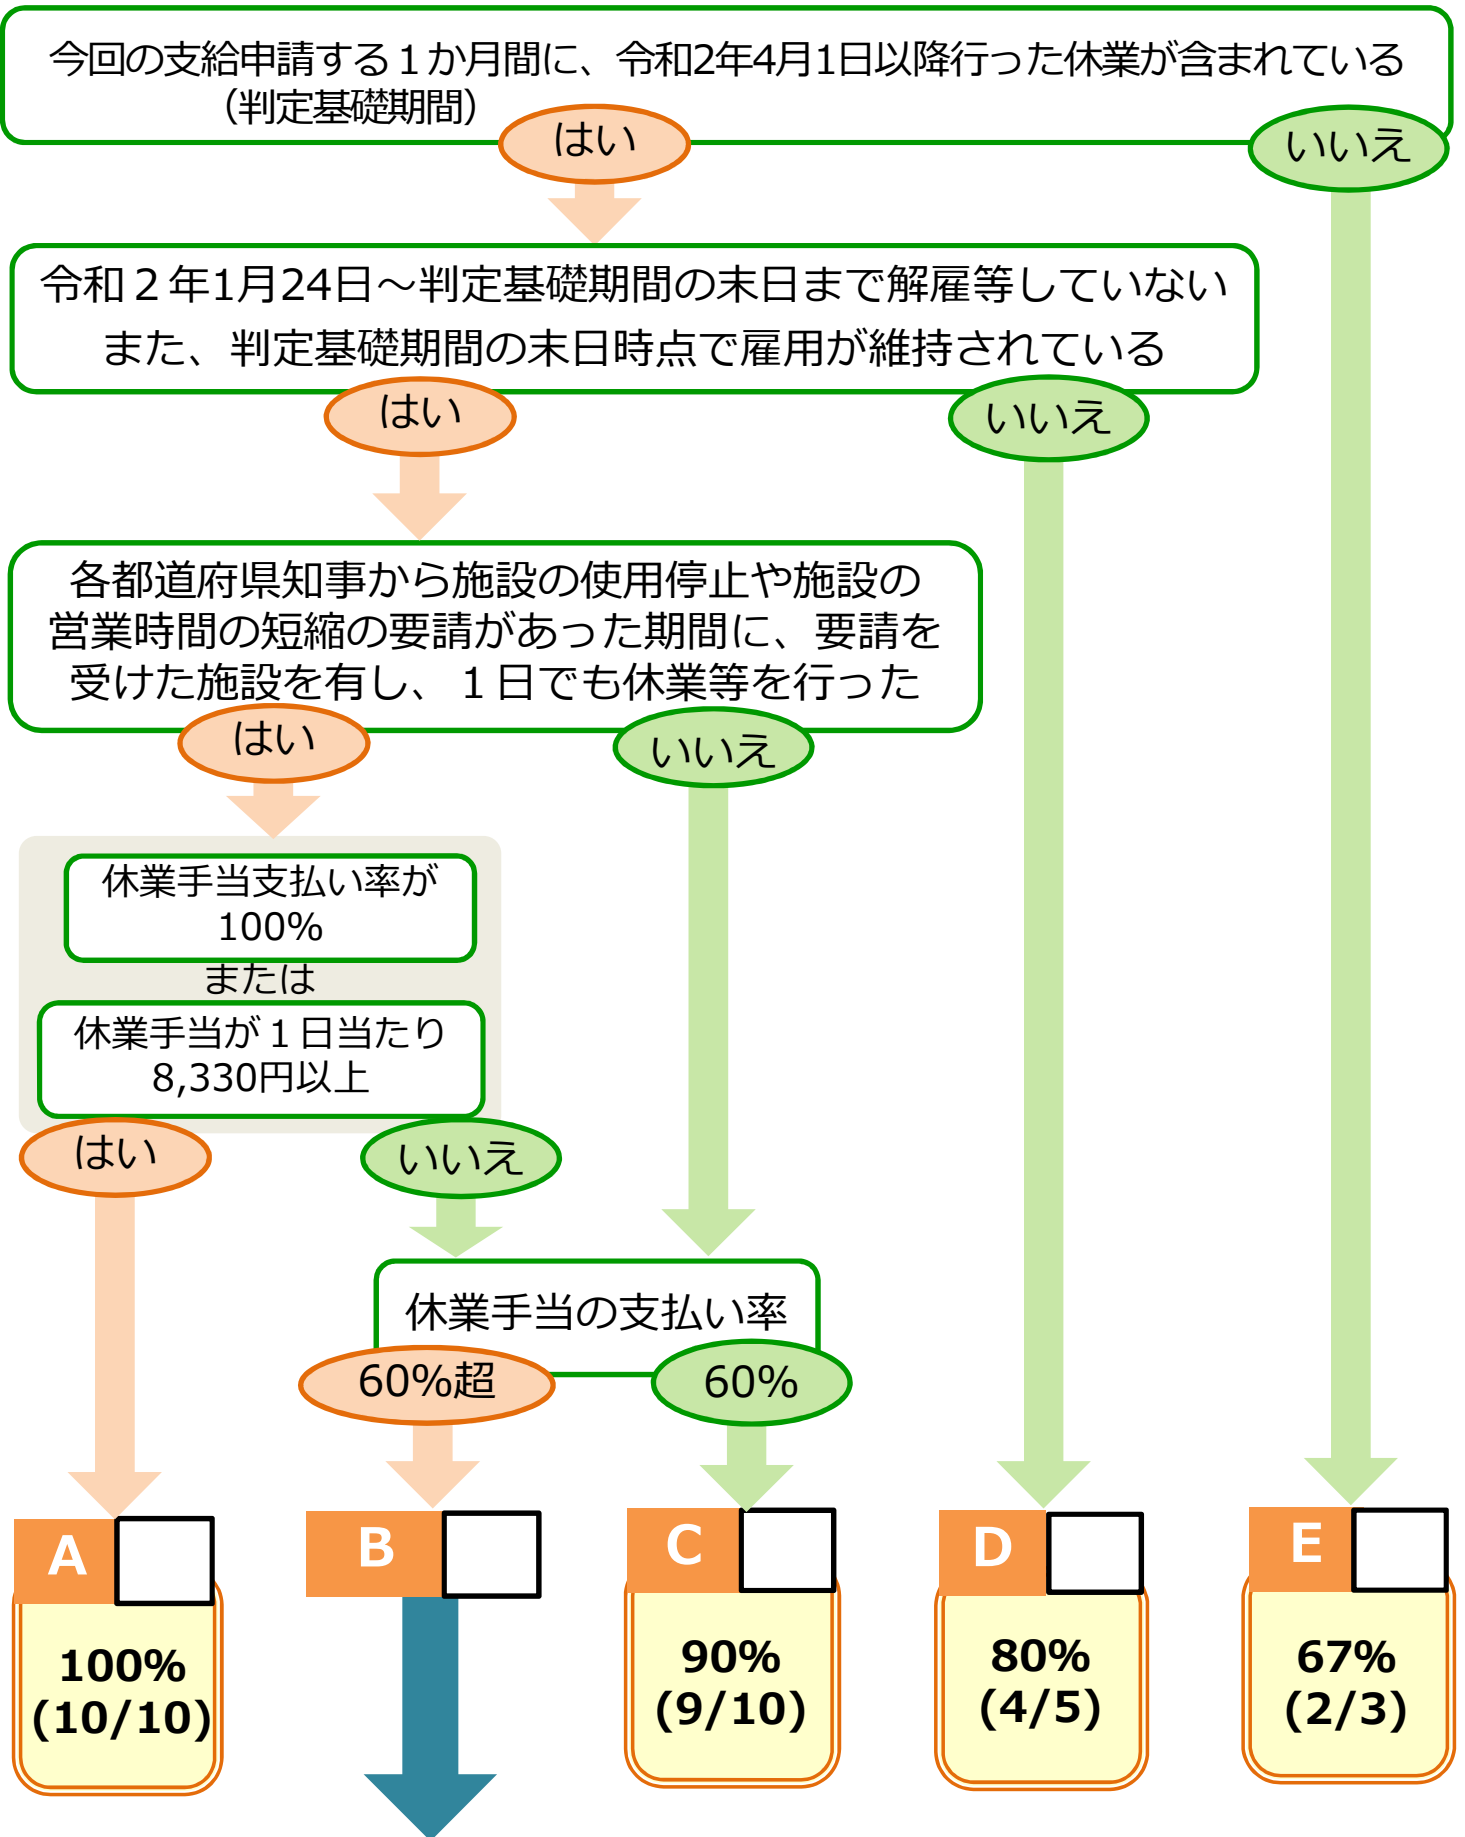 今回の支給申請する１か月間に、令和2年4月1日以降行った休業が含まれている
（判定基礎期間）
はい
いいえ
令和２年1月24日～判定基礎期間の末日まで解雇等していない
また、判定基礎期間の末日時点で雇用が維持されている
はい
いいえ
各都道府県知事から施設の使用停止や施設の
営業時間の短縮の要請があった期間に、要請を
受けた施設を有し、１日でも休業等を行った
はい
いいえ
休業手当支払い率が
100%
または
休業手当が１日当たり
8,330円以上
はい
いいえ
休業手当の支払い率
60%超
60%
A
B
C
D
E
100%
(10/10)
90%
(9/10)
80%
(4/5)
67%
(2/3)